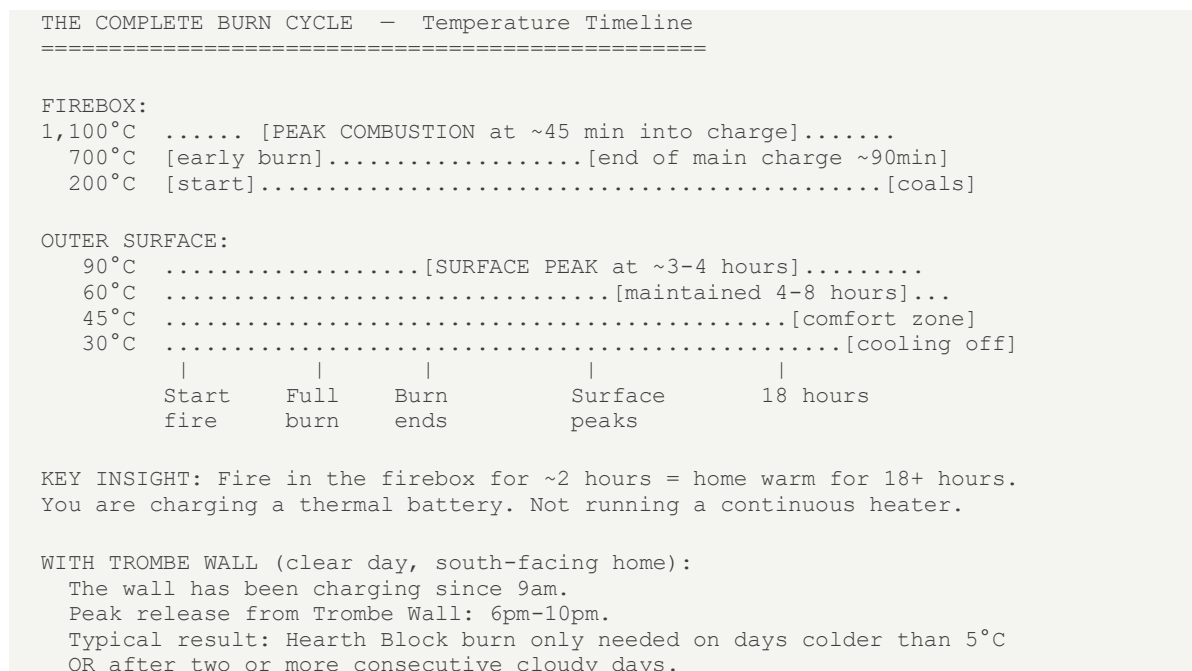 THE COMPLETE BURN CYCLE — Temperature Timeline
=================================================
FIREBOX:
1,100°C ...... [PEAK COMBUSTION at ~45 min into charge].......
700°C [early burn]...................[end of main charge ~90min]
200°C [start]..............................................[coals]
OUTER SURFACE:
90°C ...................[SURFACE PEAK at ~3-4 hours].........
60°C .................................[maintained 4-8 hours]...
45°C ..............................................[comfort zone]
30°C ..................................................[cooling off]
| | | | |
Start Full Burn Surface 18 hours
fire burn ends peaks
KEY INSIGHT: Fire in the firebox for ~2 hours = home warm for 18+ hours.
You are charging a thermal battery. Not running a continuous heater.
WITH TROMBE WALL (clear day, south-facing home):
The wall has been charging since 9am.
Peak release from Trombe Wall: 6pm-10pm.
Typical result: Hearth Block burn only needed on days colder than 5°C
OR after two or more consecutive cloudy days.